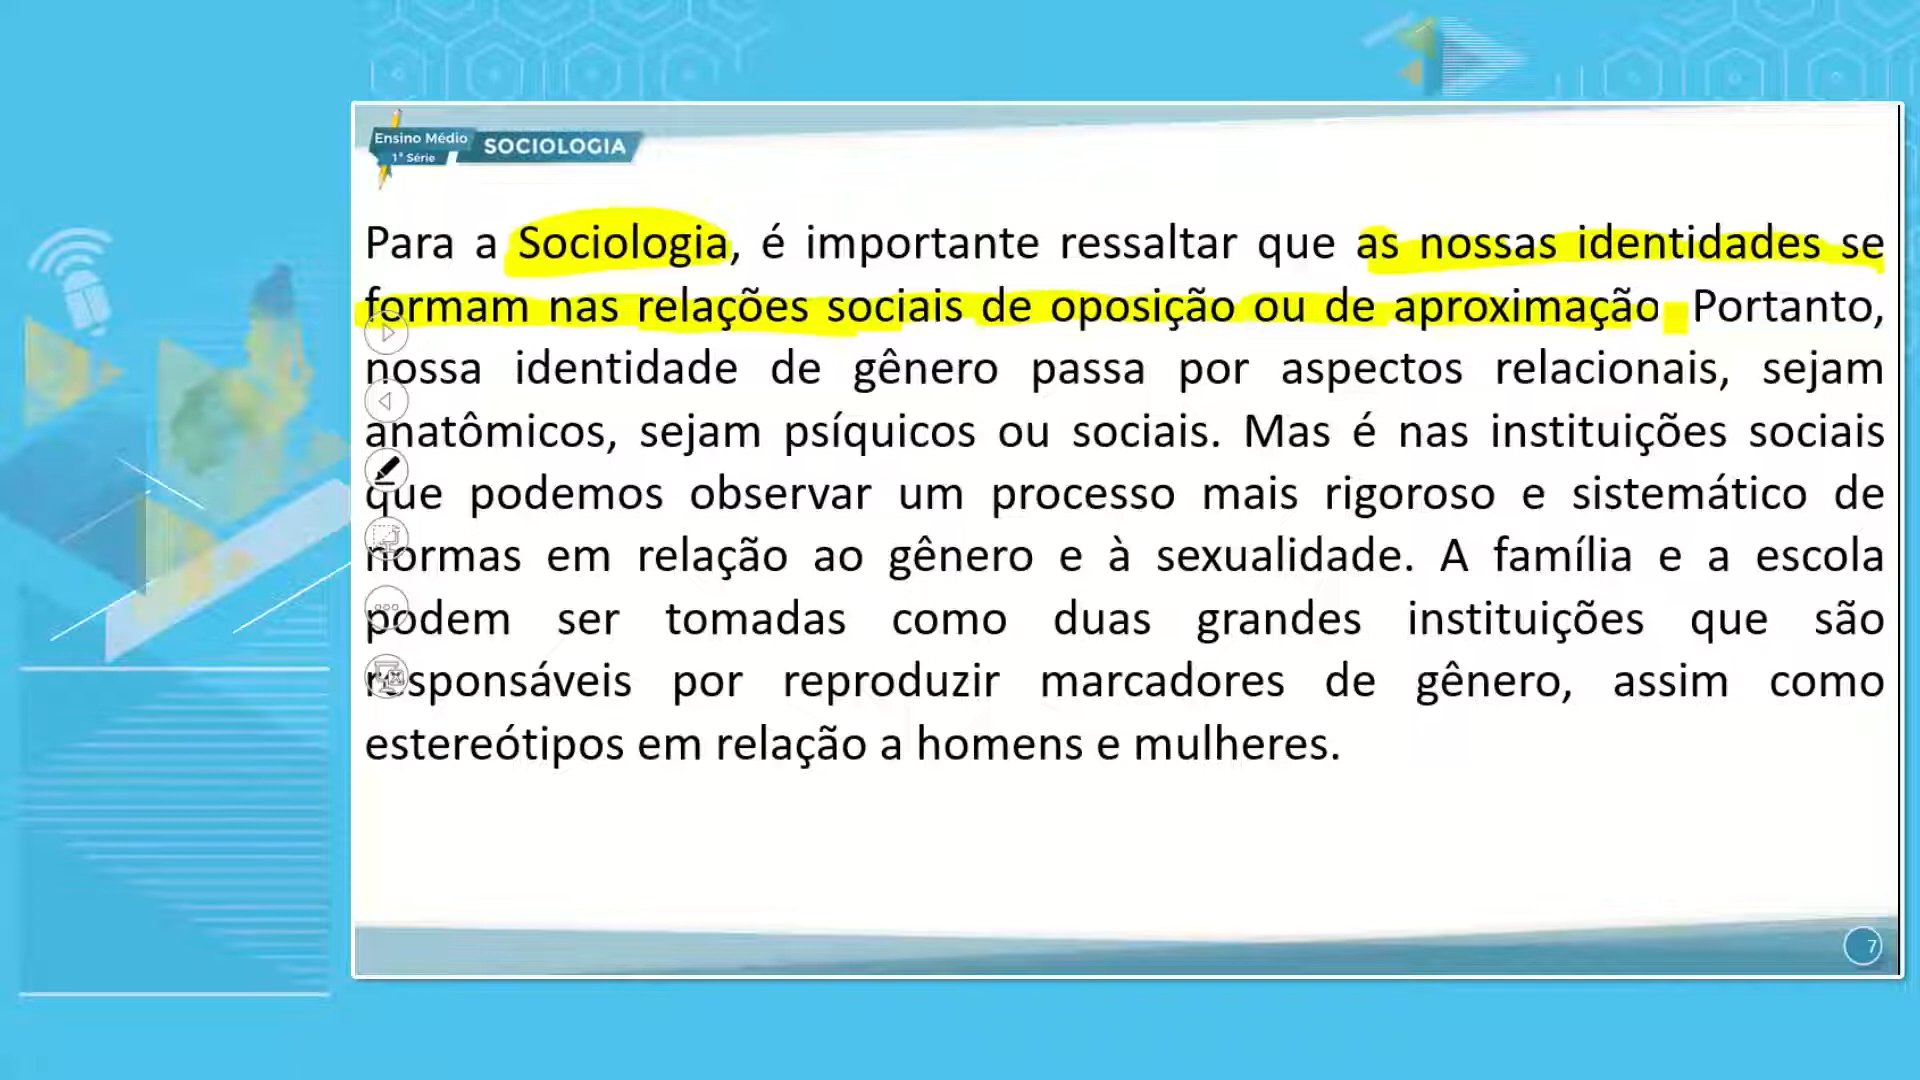 Ensino Médio
1ª Série
SOCIOLOGIA
Para a Sociologia, é importante ressaltar que as nossas identidades se
formam nas relações sociais de oposição ou de aproximação. Portanto,
nossa identidade de gênero passa por aspectos relacionais, sejam
anatômicos, sejam psíquicos ou sociais. Mas é nas instituições sociais
que podemos observar um processo mais rigoroso e sistemático de
normas em relação ao gênero e à sexualidade. A família e a escola
podem ser tomadas como duas grandes instituições que são
responsáveis por reproduzir marcadores de gênero, assim como
estereótipos em relação a homens e mulheres.
7